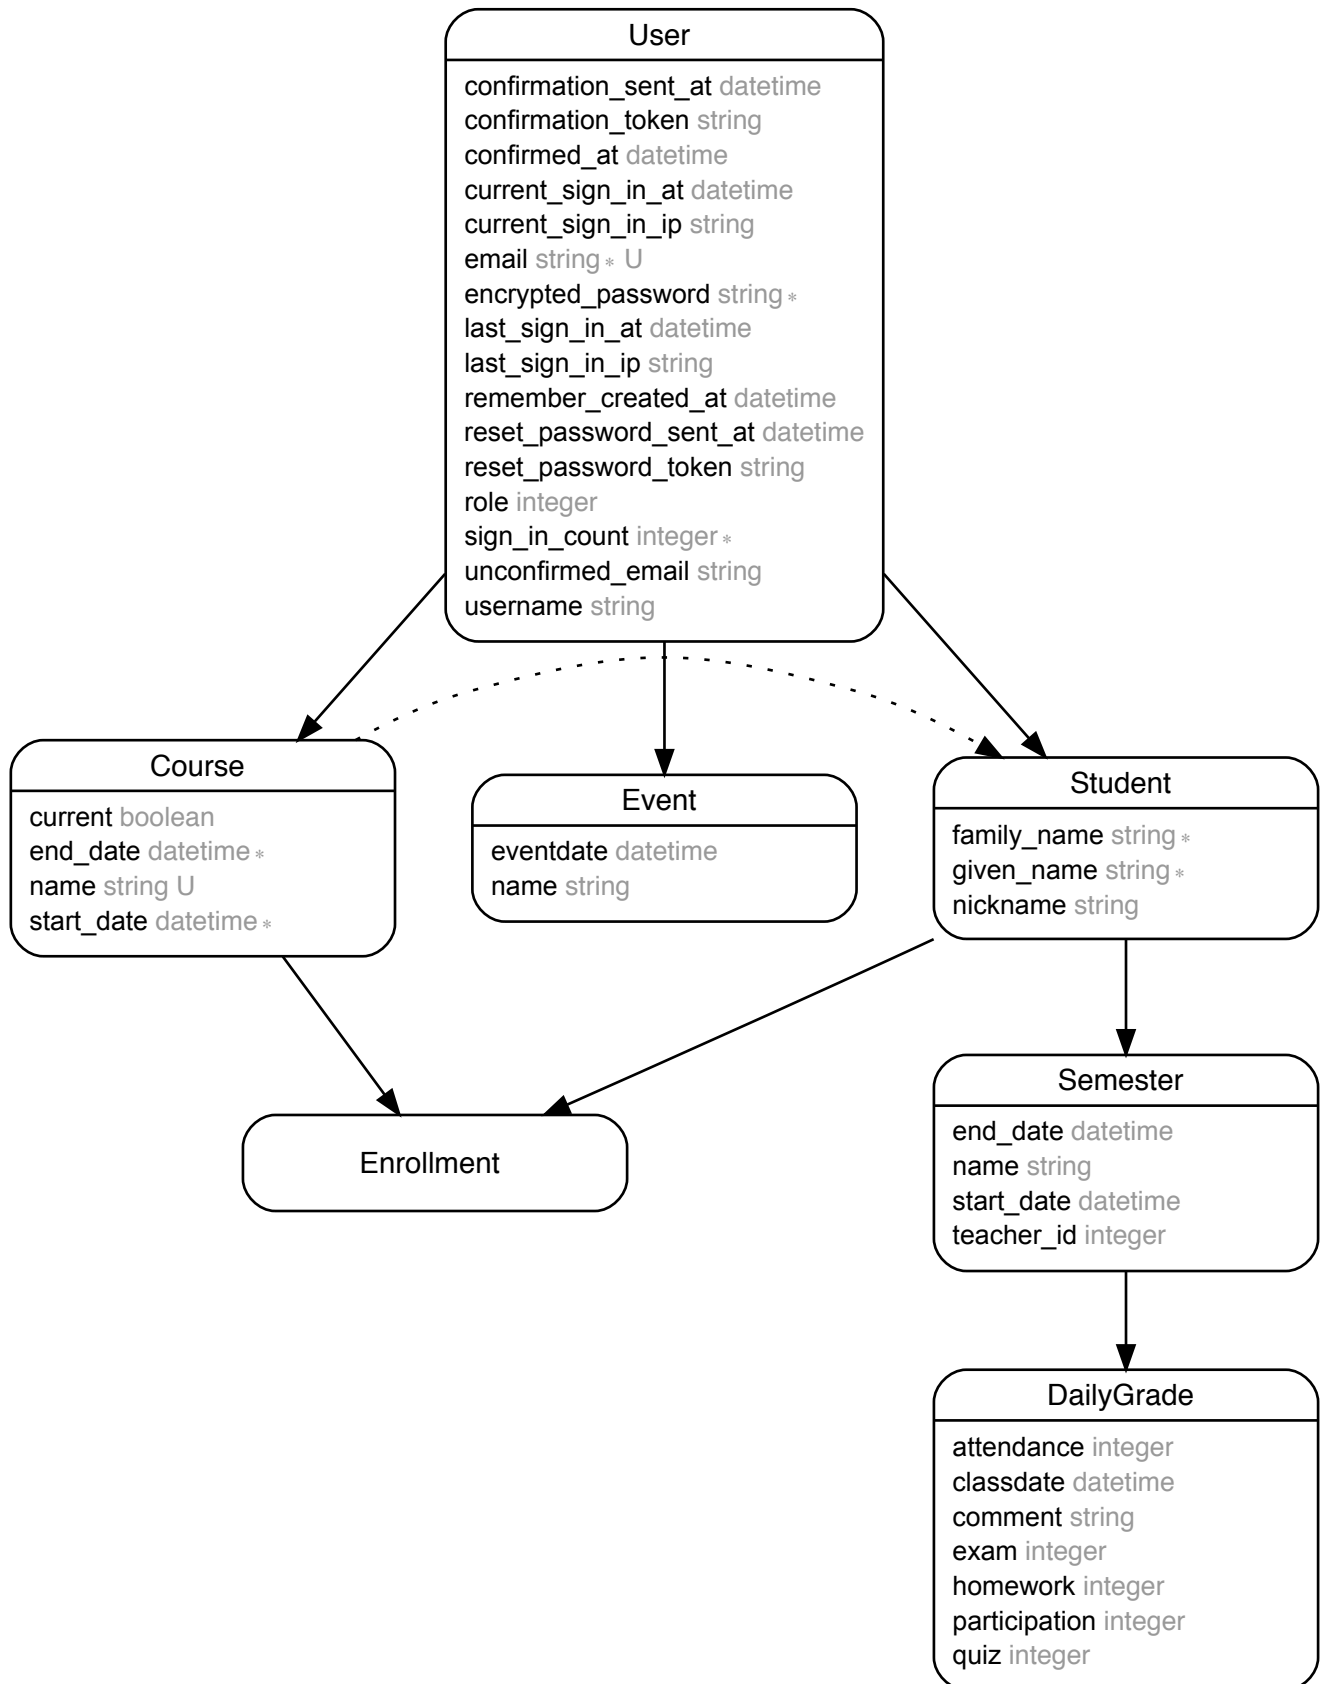 User
confirmation_sent_at datetime
confirmation_token string
confirmed_at datetime
current_sign_in_at datetime
current_sign_in_ip string
email string * U
encrypted_password string *
last_sign_in_at datetime
last_sign_in_ip string
remember_created_at datetime
reset_password_sent_at datetime
reset_password_token string
role integer
sign_in_count integer *
unconfirmed_email string
username string
Course
current boolean
end_date datetime *
name string U
start_date datetime *
Event
eventdate datetime
name string
Student
family_name string *
given_name string *
nickname string
Enrollment
Semester
end_date datetime
name string
start_date datetime
teacher_id integer
DailyGrade
attendance integer
classdate datetime
comment string
exam integer
homework integer
participation integer
quiz integer